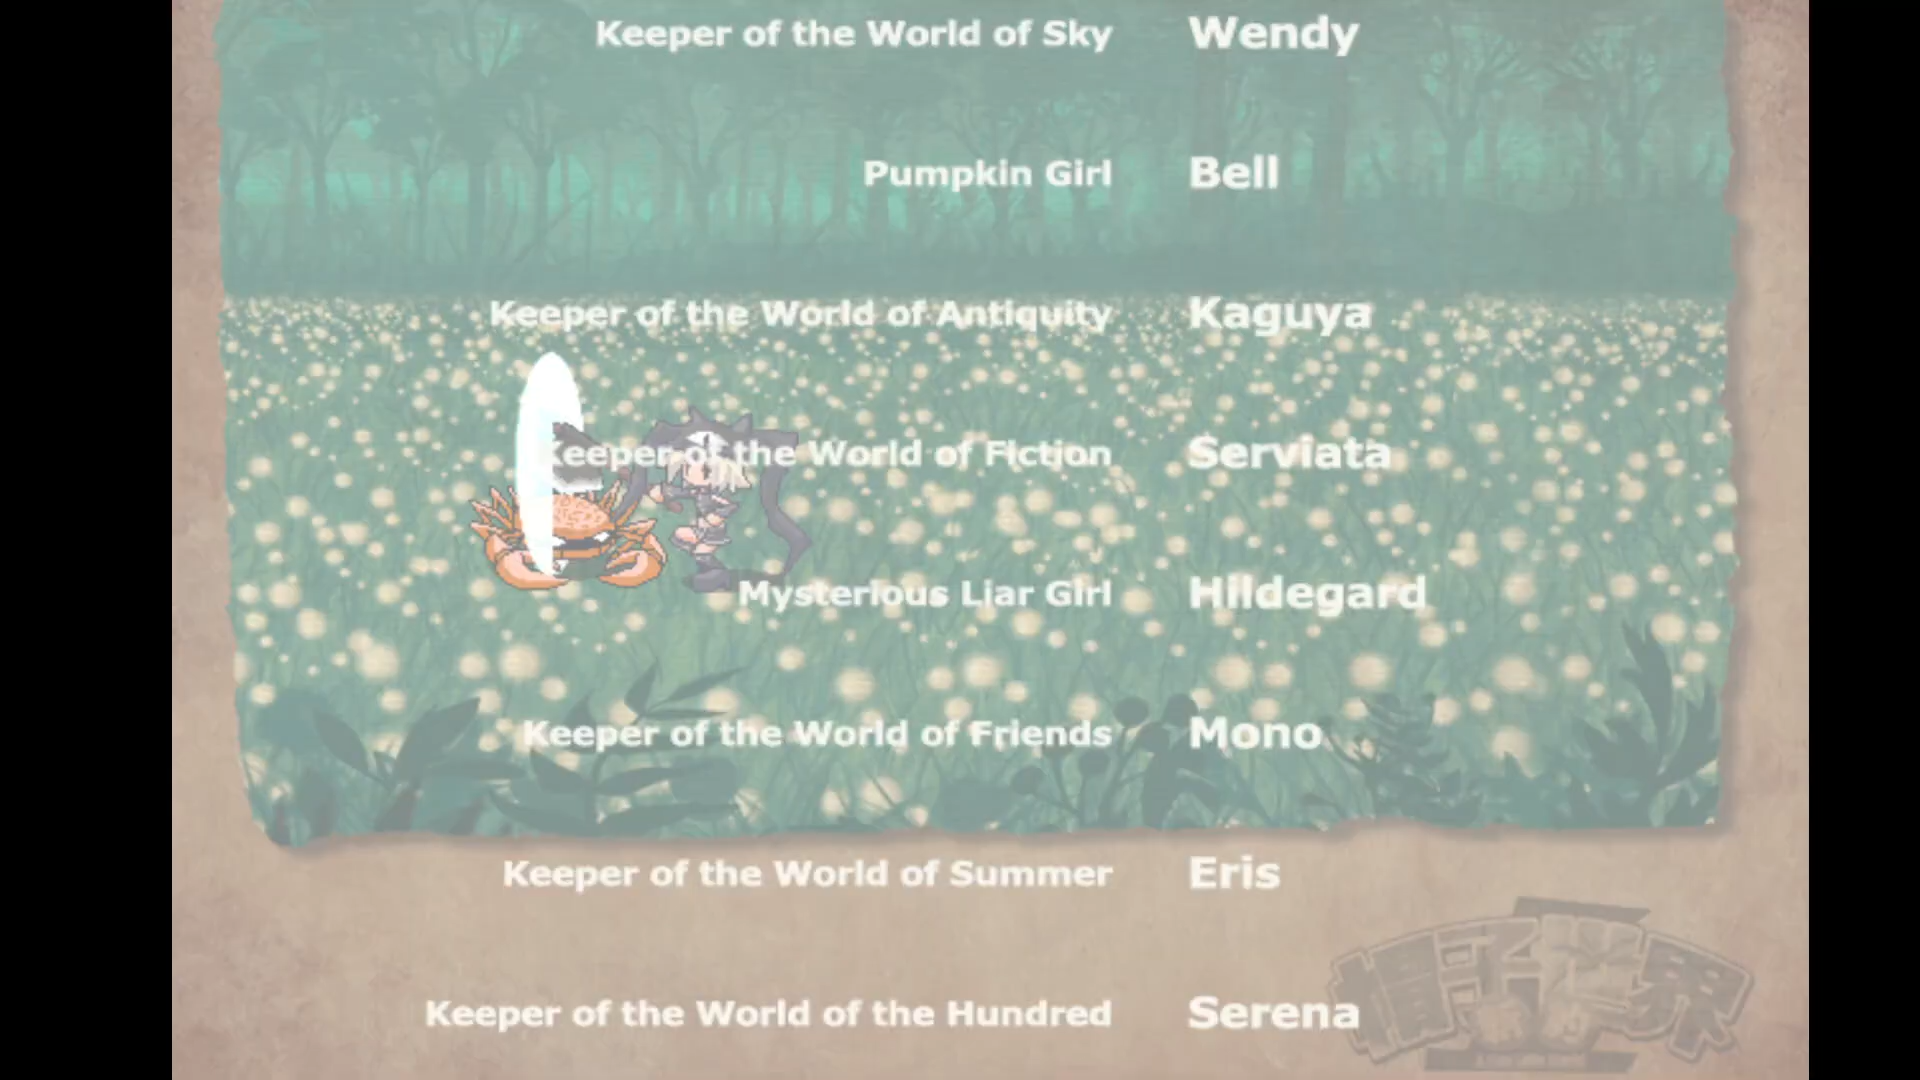 Keeper of the World of Sky Wendy
Pumpkin Girl Bell
Keeper of the World of Antiquity Kaguya
Keeper of the World of Fiction Serviata
Mysterious Liar Girl Hildegard
Keeper of the World of Friends Mono
Keeper of the World of Summer Eris
Keeper of the World of the Hundred Serena